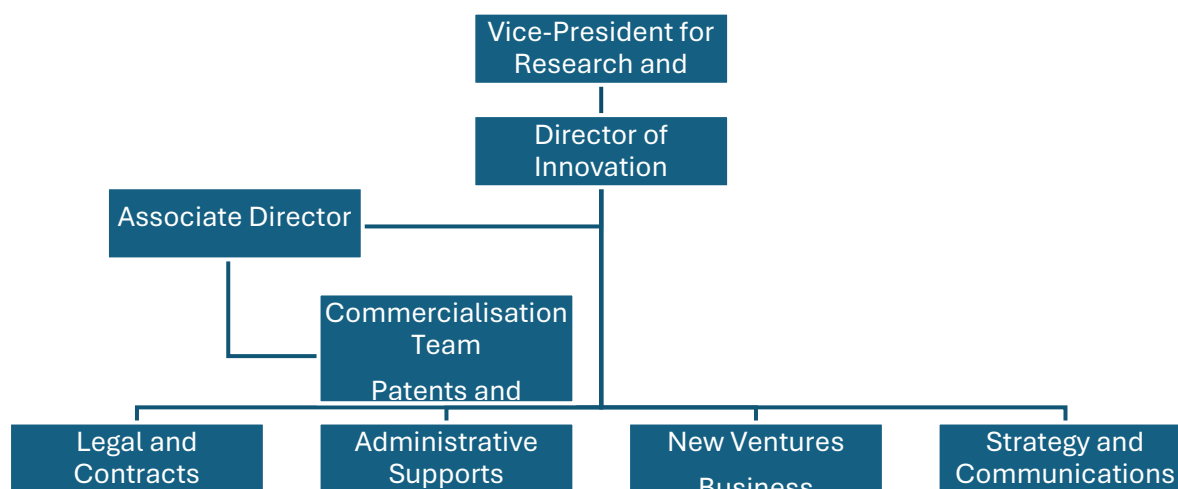 Vice-President for
Research and
Director of
Innovation
Associate Director
Commercialisation
Team
Patents and
Legal and
Contracts
Administrative
Supports
New Ventures
Business
Strategy and
Communications